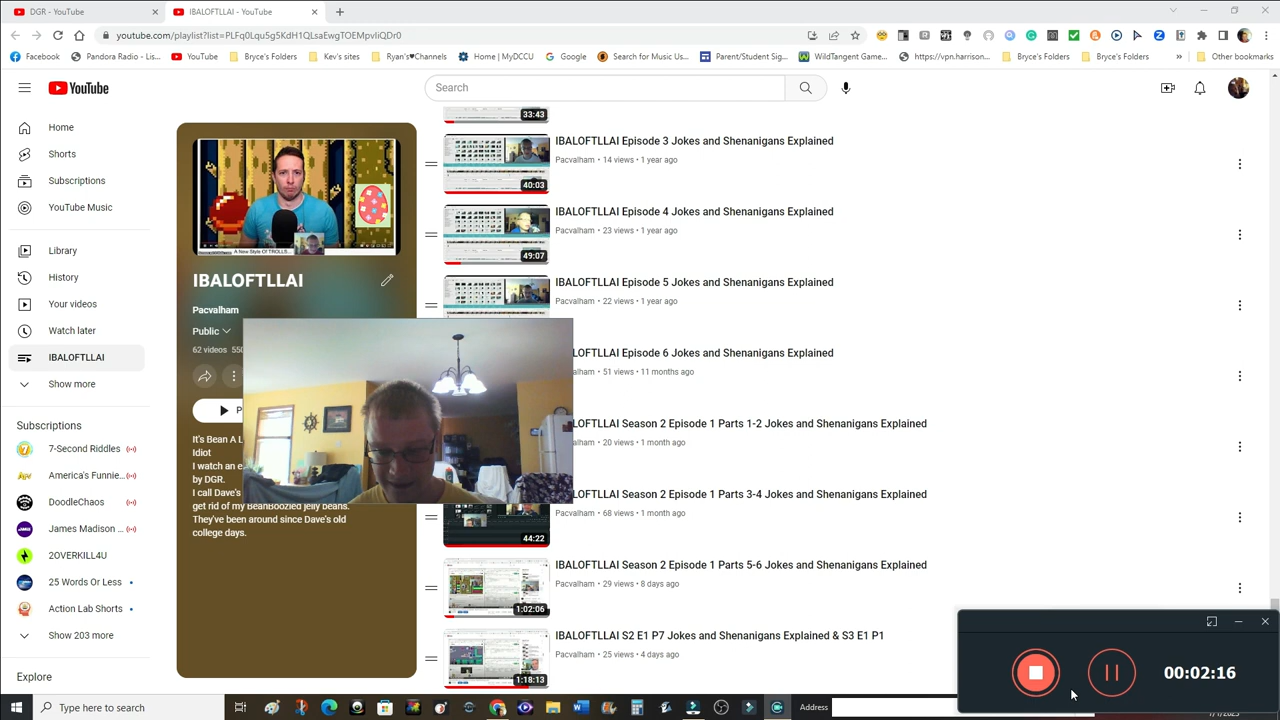 DGR - YouTube
IBALOFTLLAI - YouTube
youtube.com/playlist?list=PLFq0Lqu5g5KdH1QLsaEwgTOEMpvIiQDr0
Facebook
Pandora Radio - Lis...
YouTube
Bryce's Folders
Kev's sites
Ryan's♥Channels
Home | MyDCCU
Google
Search for Music Us...
Parent/Student Sig...
WildTangent Game...
https://vpn.harrison...
Bryce's Folders
Bryce's Folders
»
Other bookmarks
YouTube
Search
Home
Shorts
Subscriptions
YouTube Music
Library
History
Your videos
Watch later
IBALOFTLLAI
Show more
Subscriptions
7-Second Riddles
America's Funnie...
DoodleChaos
James Madison ...
2OVERKILL4U
25 Words Or Less
Action Lab Shorts
Show 203 more
Explore
A New Style Of TROLLS...
IBALOFTLLAI
Pacvalham
Public
62 videos 550
P
It's Bean A L
Idiot
I watch an e
by DGR.
I call Dave's
get rid of my BeanBoozled jelly beans.
They've been around since Dave's old
college days.
33:43
IBALOFTLLAI Episode 3 Jokes and Shenanigans Explained
Pacvalham • 14 views • 1 year ago
40:03
IBALOFTLLAI Episode 4 Jokes and Shenanigans Explained
Pacvalham • 23 views • 1 year ago
49:07
IBALOFTLLAI Episode 5 Jokes and Shenanigans Explained
Pacvalham • 22 views • 1 year ago
LOFTLLAI Episode 6 Jokes and Shenanigans Explained
alham • 51 views • 11 months ago
LOFTLLAI Season 2 Episode 1 Parts 1-2 Jokes and Shenanigans Explained
alham • 20 views • 1 month ago
LOFTLLAI Season 2 Episode 1 Parts 3-4 Jokes and Shenanigans Explained
Pacvalham • 68 views • 1 month ago
44:22
IBALOFTLLAI Season 2 Episode 1 Parts 5-6 Jokes and Shenanigans Explained
Pacvalham • 29 views • 8 days ago
1:02:06
IBALOFTLLAI S2 E1 P7 Jokes and Shenanigans Explained & S3 E1 P1
Pacvalham • 25 views • 4 days ago
1:18:13
00:02:16
Type here to search
Address
7/1/2023